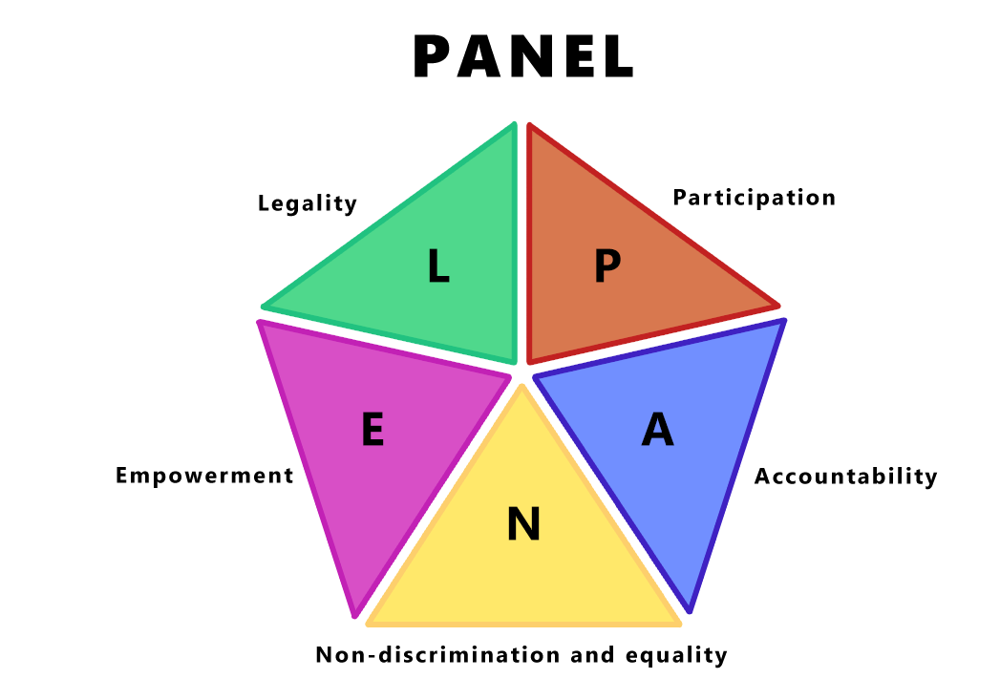 PANEL
Legality
Participation
L
P
E
A
Empowerment
Accountability
N
Non-discrimination and equality